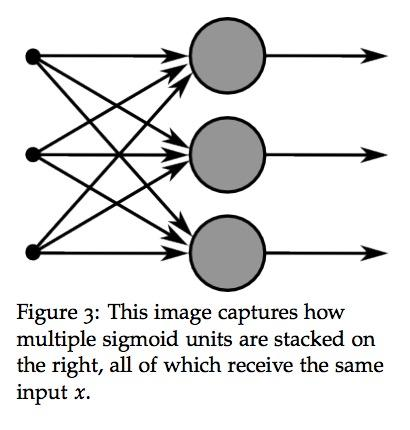 Figure 3: This image captures how
multiple sigmoid units are stacked on
the right, all of which receive the same
input x.